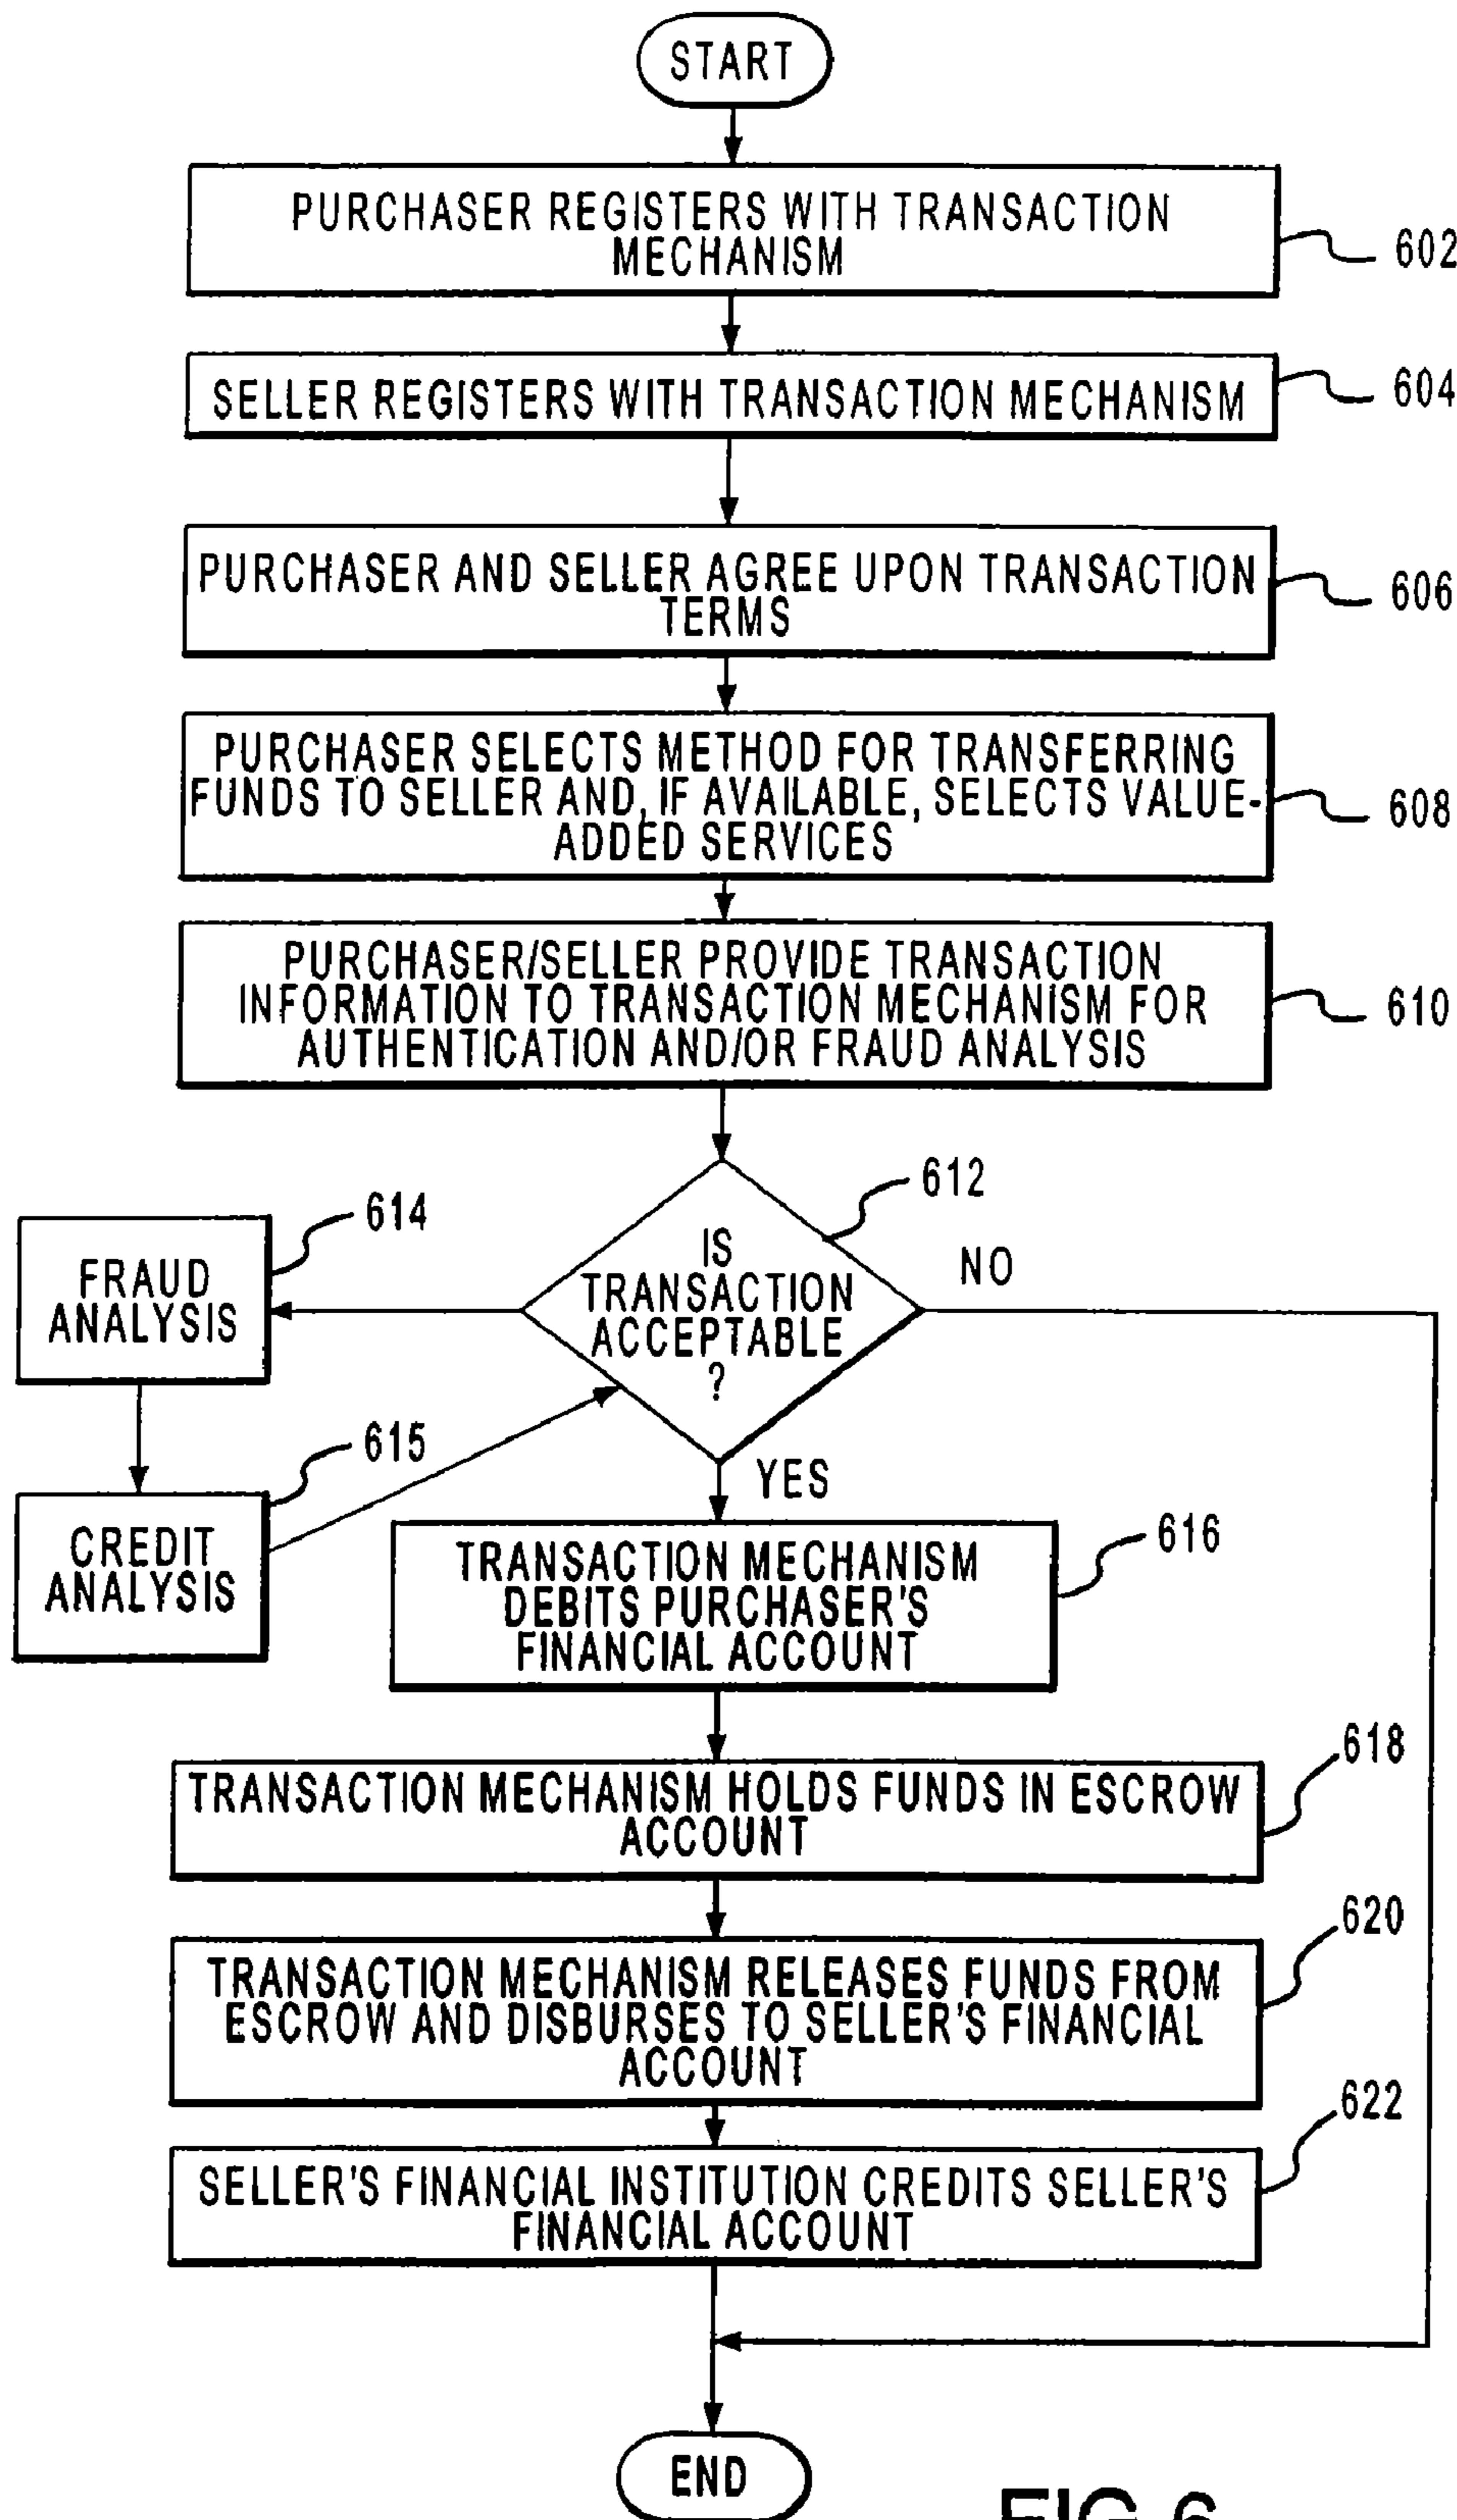 START
PURCHASER REGISTERS WITH TRANSACTION
MECHANISM
602
SELLER REGISTERS WITH TRANSACTION MECHANISM
604
PURCHASER AND SELLER AGREE UPON TRANSACTION
TERMS
606
PURCHASER SELECTS METHOD FOR TRANSFERRING
FUNDS TO SELLER AND, IF AVAILABLE, SELECTS VALUE-
ADDED SERVICES
608
PURCHASER/SELLER PROVIDE TRANSACTION
INFORMATION TO TRANSACTION MECHANISM FOR
AUTHENTICATION AND/OR FRAUD ANALYSIS
610
612
614
IS
TRANSACTION
ACCEPTABLE
?
NO
FRAUD
ANALYSIS
615
YES
CREDIT
ANALYSIS
616
TRANSACTION MECHANISM
DEBITS PURCHASER'S
FINANCIAL ACCOUNT
618
TRANSACTION MECHANISM HOLDS FUNDS IN ESCROW
ACCOUNT
620
TRANSACTION MECHANISM RELEASES FUNDS FROM
ESCROW AND DISBURSES TO SELLER'S FINANCIAL
ACCOUNT
622
SELLER'S FINANCIAL INSTITUTION CREDITS SELLER'S
FINANCIAL ACCOUNT
END
FIG. 6